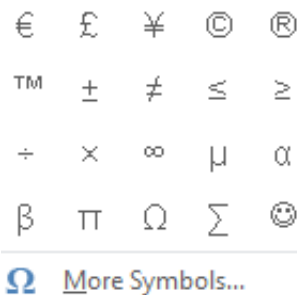 € £ ¥ © ®
™ ± ≠ ≤ ≥
÷ × ∞ µ α
β π Ω ∑ ☺
Ω More Symbols...